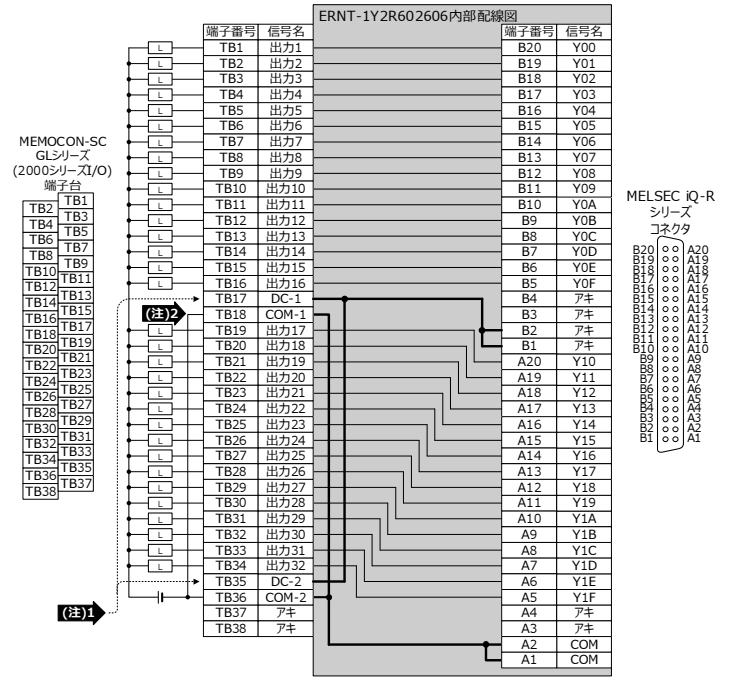 ERNT-1Y2R602606内部配線図
端子番号 信号名 端子番号 信号名
L TB1 出力1 B20 Y00
L TB2 出力2 B19 Y01
L TB3 出力3 B18 Y02
L TB4 出力4 B17 Y03
L TB5 出力5 B16 Y04
L TB6 出力6 B15 Y05
L TB7 出力7 B14 Y06
L TB8 出力8 B13 Y07
L TB9 出力9 B12 Y08
L TB10 出力10 B11 Y09
L TB11 出力11 B10 Y0A
L TB12 出力12 B9 Y0B
L TB13 出力13 B8 Y0C
L TB14 出力14 B7 Y0D
L TB15 出力15 B6 Y0E
L TB16 出力16 B5 Y0F
TB17 DC-1 B4 アキ
(注)2 TB18 COM-1 B3 アキ
L TB19 出力17 B2 アキ
L TB20 出力18 B1 アキ
L TB21 出力19 A20 Y10
L TB22 出力20 A19 Y11
L TB23 出力21 A18 Y12
L TB24 出力22 A17 Y13
L TB25 出力23 A16 Y14
L TB26 出力24 A15 Y15
L TB27 出力25 A14 Y16
L TB28 出力26 A13 Y17
L TB29 出力27 A12 Y18
L TB30 出力28 A11 Y19
L TB31 出力29 A10 Y1A
L TB32 出力30 A9 Y1B
L TB33 出力31 A8 Y1C
L TB34 出力32 A7 Y1D
TB35 DC-2 A6 Y1E
TB36 COM-2 A5 Y1F
(注)1 TB37 アキ A4 アキ
TB38 アキ A3 アキ
A2 COM
A1 COM
MEMOCON-SC
GLシリーズ
(2000シリーズI/O)
端子台
TB1
TB2
TB3
TB4
TB5
TB6
TB7
TB8
TB9
TB10
TB11
TB12
TB13
TB14
TB15
TB16
TB17
TB18
TB19
TB20
TB21
TB22
TB23
TB24
TB25
TB26
TB27
TB28
TB29
TB30
TB31
TB32
TB33
TB34
TB35
TB36
TB37
TB38
MELSEC iQ-R
シリーズ
コネクタ
B20 A20
B19 A19
B18 A18
B17 A17
B16 A16
B15 A15
B14 A14
B13 A13
B12 A12
B11 A11
B10 A10
B9 A9
B8 A8
B7 A7
B6 A6
B5 A5
B4 A4
B3 A3
B2 A2
B1 A1